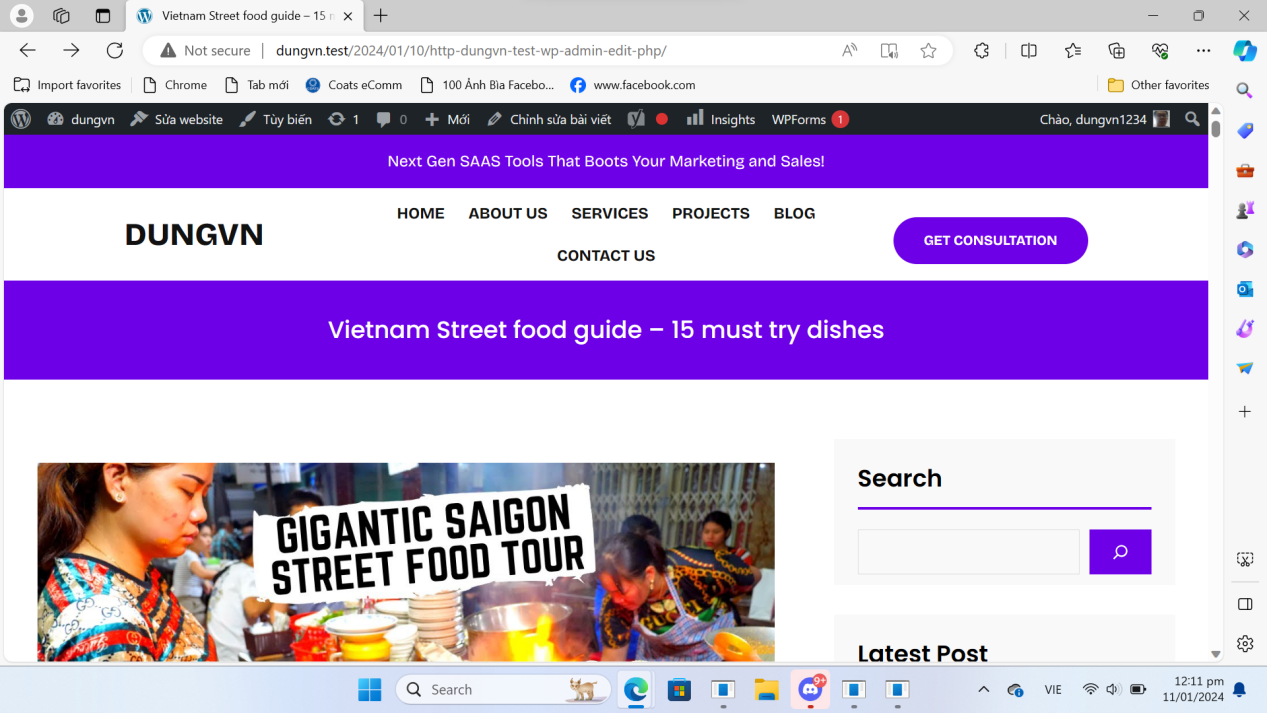 Vietnam Street food guide – 15 n
Not secure
dungvn.test/2024/01/10/http-dungvn-test-wp-admin-edit-php/
Import favorites
Chrome
Tab mới
Coats eComm
100 Ảnh Bìa Facebo...
www.facebook.com
Other favorites
dungvn
Sửa website
Tùy biến
1
0
Mới
Chỉnh sửa bài viết
Insights
WPForms 1
Chào, dungvn1234
Next Gen SAAS Tools That Boots Your Marketing and Sales!
HOME ABOUT US SERVICES PROJECTS BLOG
DUNGVN
GET CONSULTATION
CONTACT US
Vietnam Street food guide – 15 must try dishes
GIGANTIC SAIGON
STREET FOOD TOUR
Search
Latest Post
Search
9+
VIE
12:11 pm
11/01/2024